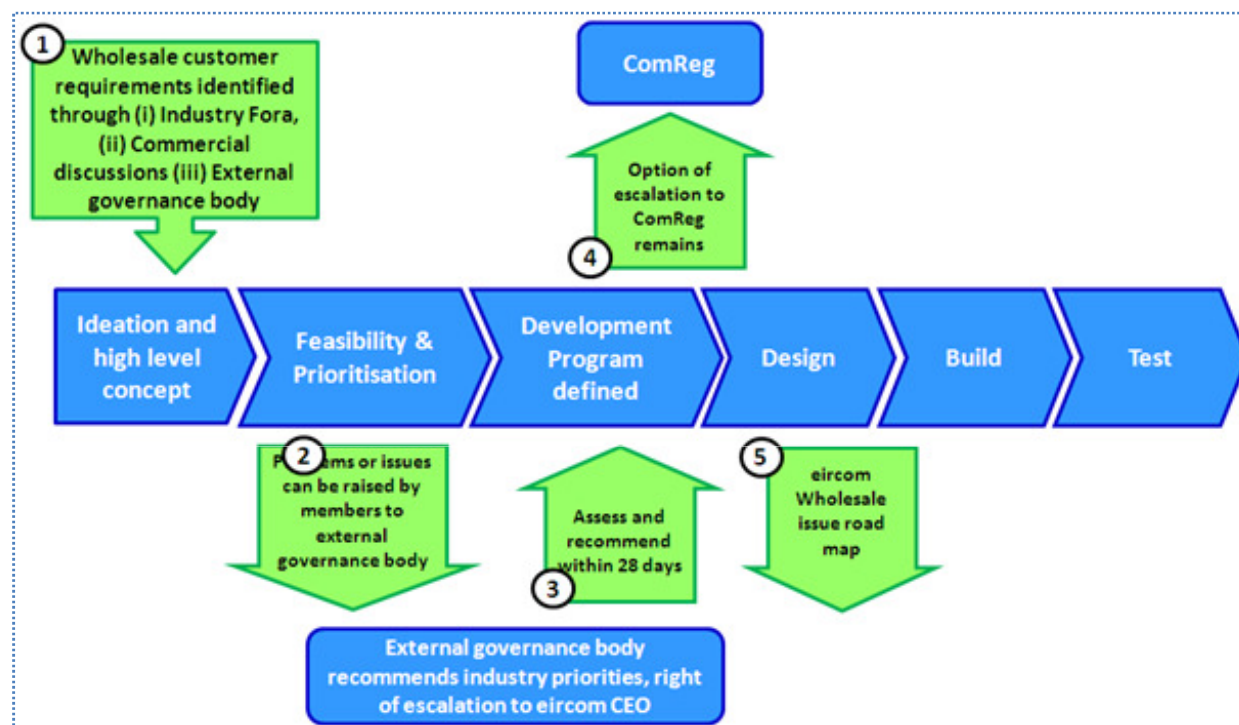 1
Wholesale customer
requirements identified
through (i) Industry Fora,
(ii) Commercial
discussions (iii) External
governance body
ComReg
Option of
escalation to
ComReg
remains
4
Ideation and
high level
concept
Feasibility &
Prioritisation
Development
Program
defined
Design
Build
Test
2
or issues
can be raised by
members to
external
governance body
Assess and
recommend
within 28 days
3
5
eircom
Wholesale
issue road
map
External governance body
recommends industry priorities, right
of escalation to eircom CEO